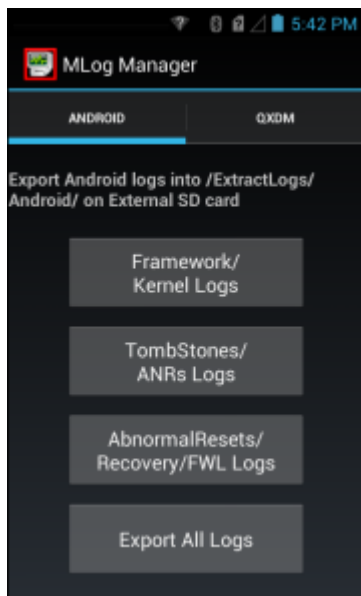 5:42 PM
MLog Manager
ANDROID QXDM
Export Android logs into /ExtractLogs/
Android/ on External SD card
Framework/
Kernel Logs
TombStones/
ANRs Logs
AbnormalResets/
Recovery/FWL Logs
Export All Logs